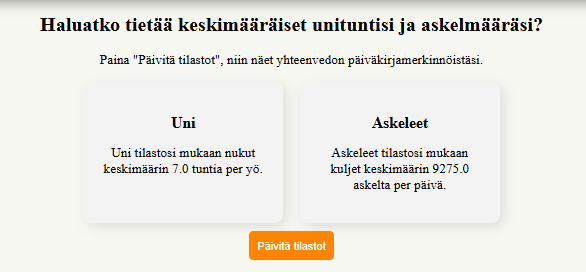 Haluatko tietää keskimääräiset unituntisi ja askelmääräsi?
Paina "Päivitä tilastot", niin näet yhteenvedon päiväkirjamerkinnöistäsi.
Uni
Uni tilastosi mukaan nukut
keskimäärin 7.0 tuntia per yö.
Askeleet
Askeleet tilastosi mukaan
kuljet keskimäärin 9275.0
askelta per päivä.
Päivitä tilastot